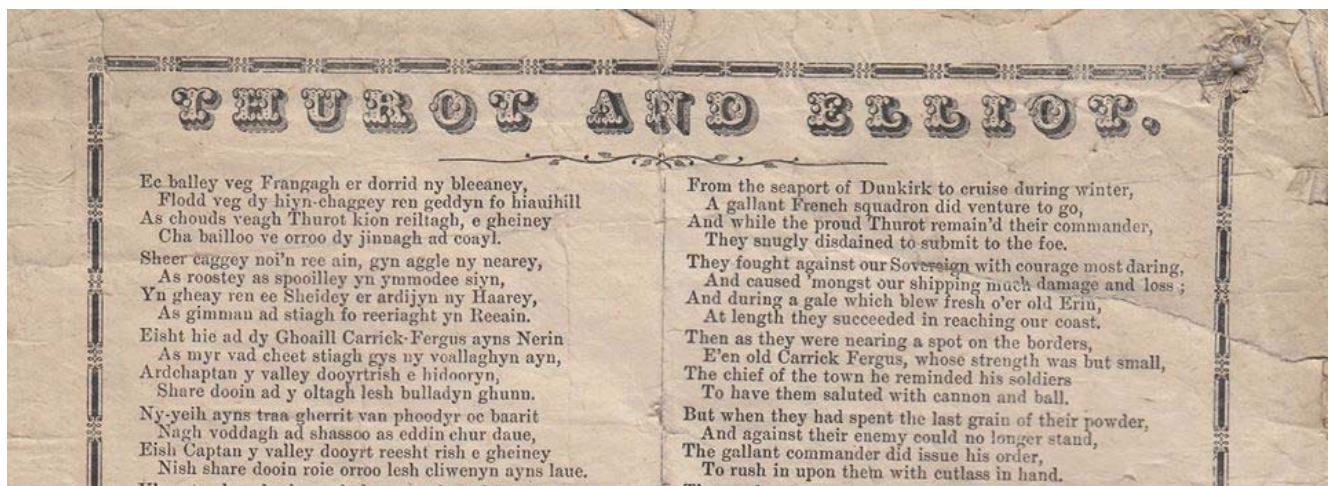 THUROT AND ELLIOT.
Ec balley veg Frangagh er dorrid ny bleeaney,
Flodd veg dy hiyn-chaggey ren geddyn fo hiauihill
As chouds veagh Thurot kion reiltagh, e gheiney
Cha bailloo ve orroo dy jinnagh ad coayl.
Sheer caggey noi'n ree ain, gyn aggle ny nearey,
As roostey as spooilley yn ymmodee siyn,
Yn gheay ren ee Sheidey er ardijyn ny Haarey,
As gimman ad stiagh fo reeriaght yn Reeain.
Eisht hie ad dy Ghoaill Carrick-Fergus ayns Nerin
As myr vad cheet stiagh gys ny voallaghyn ayn,
Ardchaptan y valley dooyrtrish e hidooryn,
Share dooin ad y oltagh lesh bulladyn ghunn.
Ny-yeih ayns traa gherrit van phoodyr oc baarit
Nagh voddagh ad shassoo as eddin chur daue,
Eish Captan y valley dooyrt reesht rish e gheiney
Nish share dooin roie orroo lesh cliwenyn ayns laue.
From the seaport of Dunkirk to cruise during winter,
A gallant French squadron did venture to go,
And while the proud Thurot remain'd their commander,
They snugly disdained to submit to the foe.
They fought against our Sovereign with courage most daring,
And caused 'mongst our shipping much damage and loss ;
And during a gale which blew fresh o'er old Erin,
At length they succeeded in reaching our coast.
Then as they were nearing a spot on the borders,
E'en old Carrick Fergus, whose strength was but small,
The chief of the town he reminded his soldiers
To have them saluted with cannon and ball.
But when they had spent the last grain of their powder,
And against their enemy could no longer stand,
The gallant commander did issue his order,
To rush in upon them with cutlass in hand.